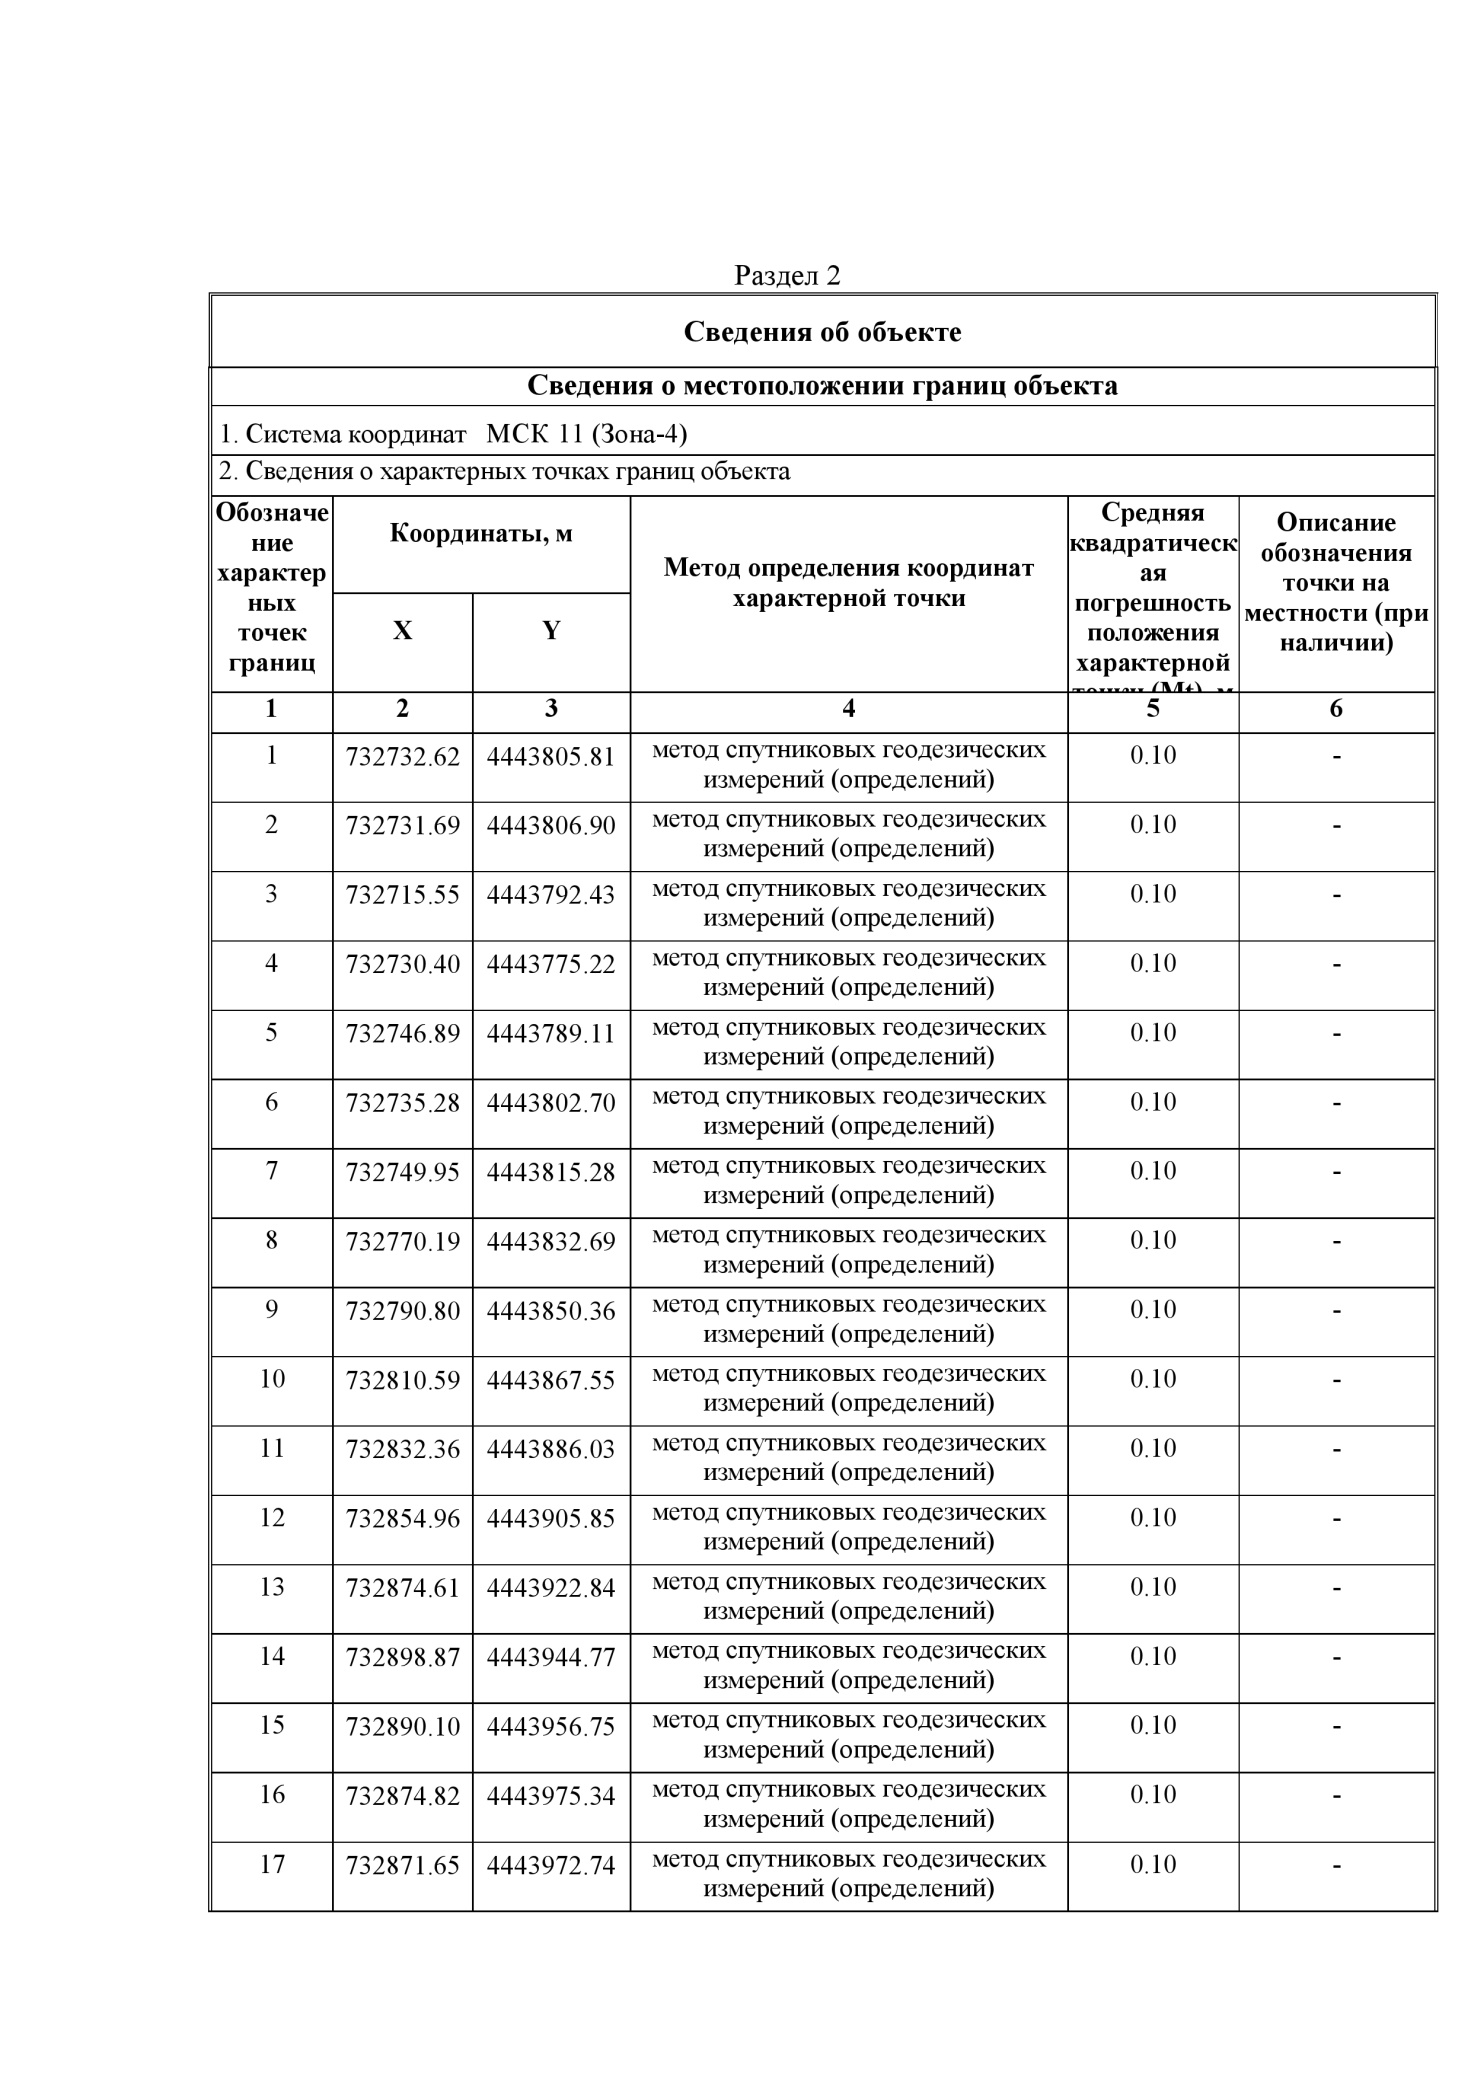 Раздел 2
Сведения об объекте
Сведения о местоположении границ объекта
1. Система координат МСК 11 (Зона-4)
2. Сведения о характерных точках границ объекта
Обозначе
ние
характер
ных
точек
границ
Координаты, м
X
Y
Метод определения координат
характерной точки
Средняя
квадратическ
ая
погрешность
положения
характерной
точки (Mt), м
Описание
обозначения
точки на
местности (при
наличии)
1 2 3 4 5 6
1 732732.62 4443805.81 метод спутниковых геодезических
измерений (определений) 0.10 -
2 732731.69 4443806.90 метод спутниковых геодезических
измерений (определений) 0.10 -
3 732715.55 4443792.43 метод спутниковых геодезических
измерений (определений) 0.10 -
4 732730.40 4443775.22 метод спутниковых геодезических
измерений (определений) 0.10 -
5 732746.89 4443789.11 метод спутниковых геодезических
измерений (определений) 0.10 -
6 732735.28 4443802.70 метод спутниковых геодезических
измерений (определений) 0.10 -
7 732749.95 4443815.28 метод спутниковых геодезических
измерений (определений) 0.10 -
8 732770.19 4443832.69 метод спутниковых геодезических
измерений (определений) 0.10 -
9 732790.80 4443850.36 метод спутниковых геодезических
измерений (определений) 0.10 -
10 732810.59 4443867.55 метод спутниковых геодезических
измерений (определений) 0.10 -
11 732832.36 4443886.03 метод спутниковых геодезических
измерений (определений) 0.10 -
12 732854.96 4443905.85 метод спутниковых геодезических
измерений (определений) 0.10 -
13 732874.61 4443922.84 метод спутниковых геодезических
измерений (определений) 0.10 -
14 732898.87 4443944.77 метод спутниковых геодезических
измерений (определений) 0.10 -
15 732890.10 4443956.75 метод спутниковых геодезических
измерений (определений) 0.10 -
16 732874.82 4443975.34 метод спутниковых геодезических
измерений (определений) 0.10 -
17 732871.65 4443972.74 метод спутниковых геодезических
измерений (определений) 0.10 -